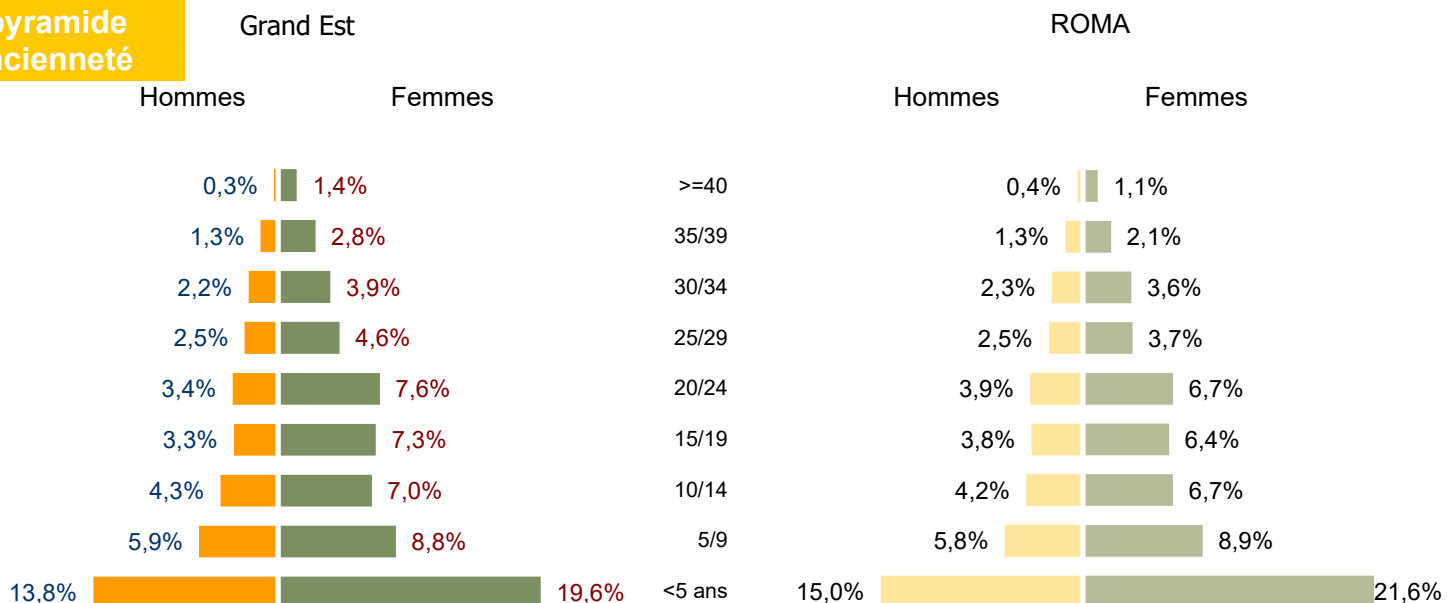 Grand Est ROMA
Hommes Femmes Hommes Femmes
0,3% 1,4% >=40 0,4% 1,1%
1,3% 2,8% 35/39 1,3% 2,1%
2,2% 3,9% 30/34 2,3% 3,6%
2,5% 4,6% 25/29 2,5% 3,7%
3,4% 7,6% 20/24 3,9% 6,7%
3,3% 7,3% 15/19 3,8% 6,4%
4,3% 7,0% 10/14 4,2% 6,7%
5,9% 8,8% 5/9 5,8% 8,9%
13,8% 19,6% <5 ans 15,0% 21,6%